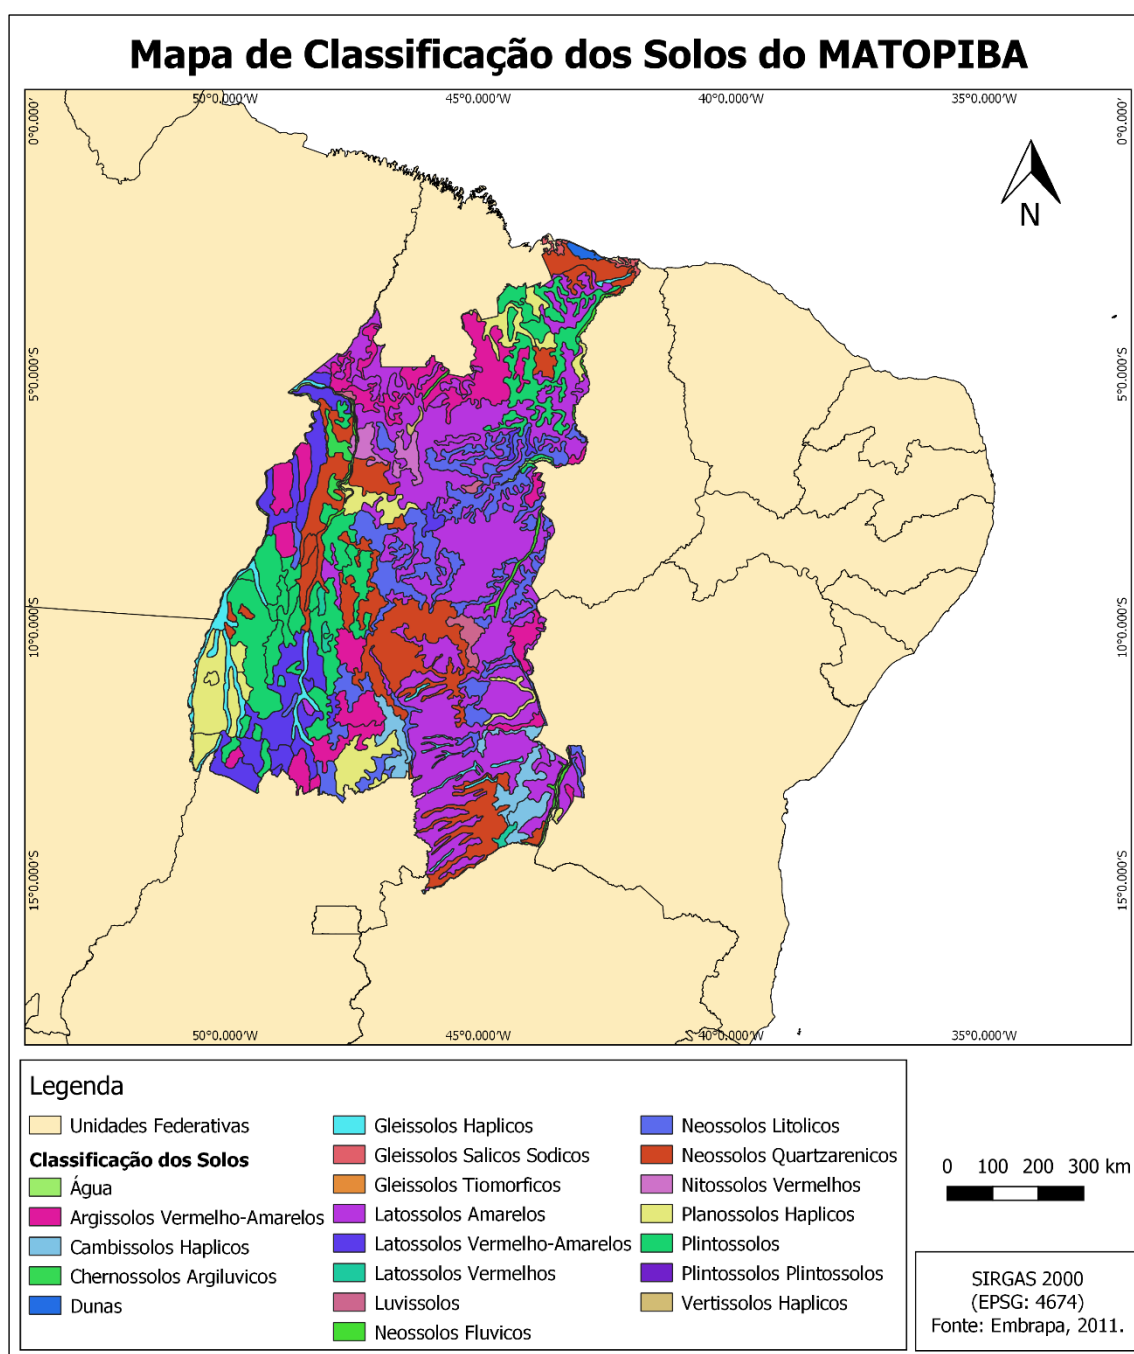 Mapa de Classificação dos Solos do MATOPIBA
50°0.000'W 45°0.000'W 40°0.000'W 35°0.000'W
0°0.000' 0°0.000'
N
5°0.000'S 5°0.000'S
10°0.000'S 10°0.000'S
15°0.000'S 15°0.000'S
50°0.000'W 45°0.000'W 40°0.000'W 35°0.000'W
Legenda
Unidades Federativas
Classificação dos Solos
Água
Argissolos Vermelho-Amarelos
Cambissolos Haplicos
Chernossolos Argiluvicos
Dunas
Gleissolos Haplicos
Gleissolos Salicos Sodicos
Gleissolos Tiomorficos
Latossolos Amarelos
Latossolos Vermelho-Amarelos
Latossolos Vermelhos
Luvissolos
Neossolos Fluvicos
Neossolos Litolicos
Neossolos Quartzarenicos
Nitossolos Vermelhos
Planossolos Haplicos
Plintossolos
Plintossolos Plintossolos
Vertissolos Haplicos
0 100 200 300 km
SIRGAS 2000
(EPSG: 4674)
Fonte: Embrapa, 2011.